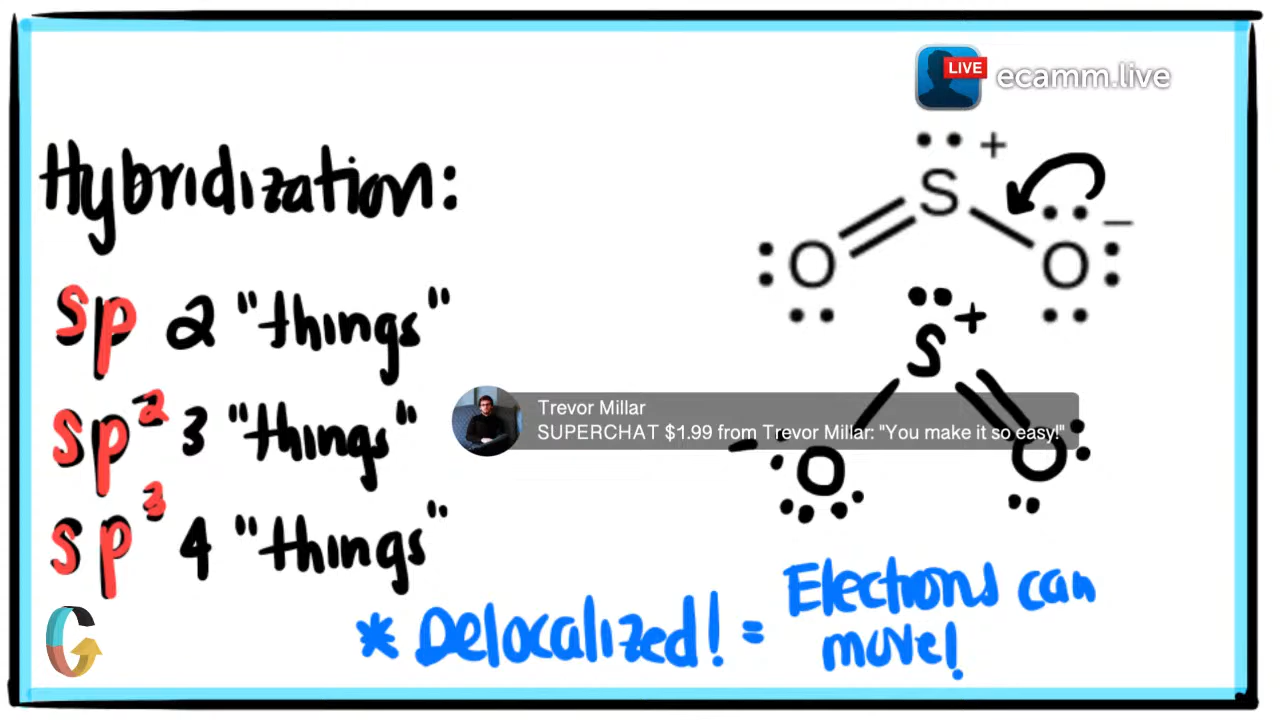 LIVE ecamm.live
Hybridization:
sp 2 "things"
sp² 3 "things"
sp³ 4 "things"
S +
O O −
S +
− O O
Trevor Millar
SUPERCHAT $1.99 from Trevor Millar: "You make it so easy!"
* Delocalized! = Electrons can
move!